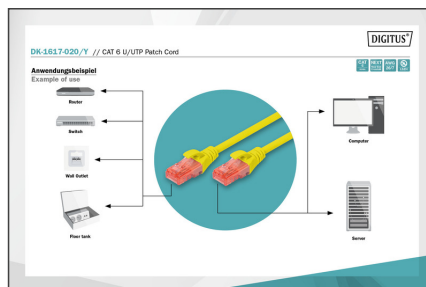 DIGITUS®
DK-1617-020/Y // CAT 6 U/UTP Patch Cord
Anwendungsbeispiel
Example of use
Router
Switch
Wall Outlet
Floor tank
Computer
Server